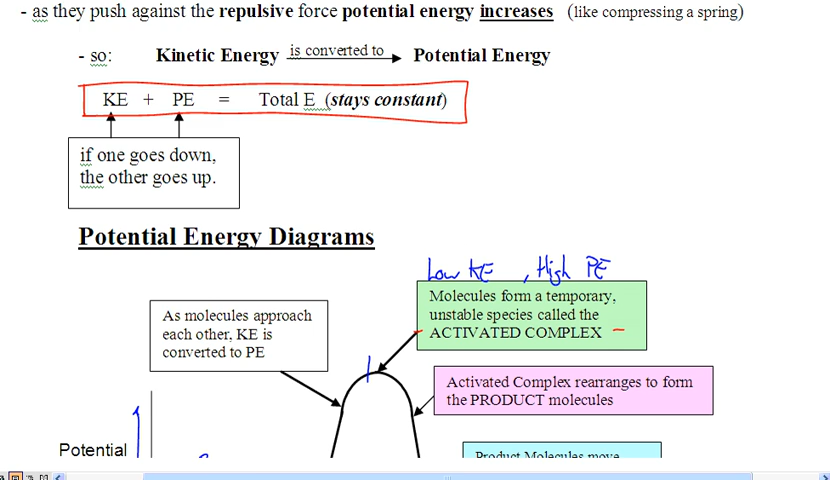 - as they push against the repulsive force potential energy increases (like compressing a spring)
- so: Kinetic Energy is converted to Potential Energy
KE + PE = Total E (stays constant)
if one goes down,
the other goes up.
Potential Energy Diagrams
Low KE , High PE
Molecules form a temporary,
unstable species called the
ACTIVATED COMPLEX
As molecules approach
each other, KE is
converted to PE
Activated Complex rearranges to form
the PRODUCT molecules
Potential
Product Molecules move